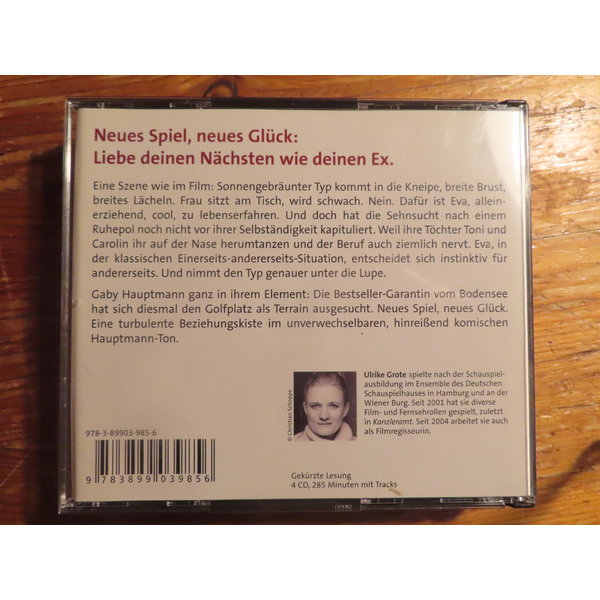 Neues Spiel, neues Glück:
Liebe deinen Nächsten wie deinen Ex.
Eine Szene wie im Film: Sonnengebräunter Typ kommt in die Kneipe, breite Brust,
breites Lächeln. Frau sitzt am Tisch, wird schwach. Nein. Dafür ist Eva, allein-
erziehend, cool, zu lebenserfahren. Und doch hat die Sehnsucht nach einem
Ruhepol noch nicht vor ihrer Selbständigkeit kapituliert. Weil ihre Töchter Toni und
Carolin ihr auf der Nase herumtanzen und der Beruf auch ziemlich nervt. Eva, in
der klassischen Einerseits-andererseits-Situation, entscheidet sich instinktiv für
andererseits. Und nimmt den Typ genauer unter die Lupe.
Gaby Hauptmann ganz in ihrem Element: Die Bestseller-Garantin vom Bodensee
hat sich diesmal den Golfplatz als Terrain ausgesucht. Neues Spiel, neues Glück.
Eine turbulente Beziehungskiste im unverwechselbaren, hinreißend komischen
Hauptmann-Ton.
© Christian Schoppe
Ulrike Grote spielte nach der Schauspiel-
ausbildung im Ensemble des Deutschen
Schauspielhauses in Hamburg und an der
Wiener Burg. Seit 2001 hat sie diverse
Film- und Fernsehrollen gespielt, zuletzt
in Kanzleramt. Seit 2004 arbeitet sie auch
als Filmregisseurin.
978-3-89903-985-6
9 783899 039856
Gekürzte Lesung
4 CD, 285 Minuten mit Tracks